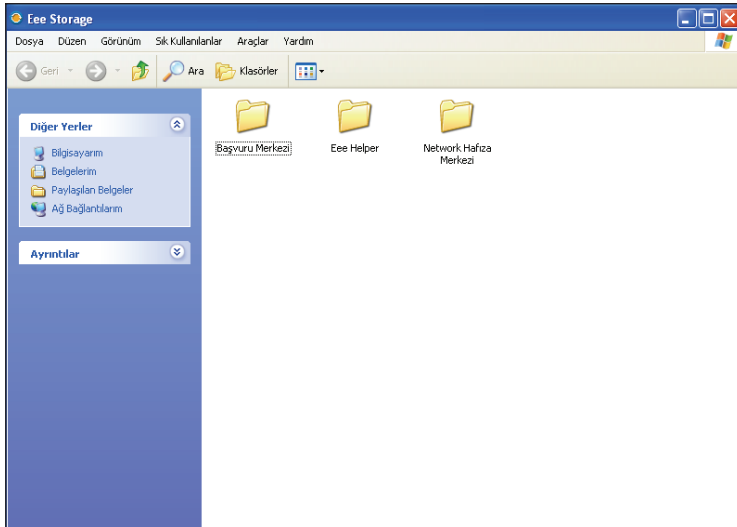 Eee Storage
Dosya Düzen Görünüm Sık Kullanılanlar Araçlar Yardım
Geri Ara Klasörler
Diğer Yerler
Bilgisayarım
Belgelerim
Paylaşılan Belgeler
Ağ Bağlantılarım
Ayrıntılar
Başvuru Merkezi
Eee Helper
Network Hafıza
Merkezi